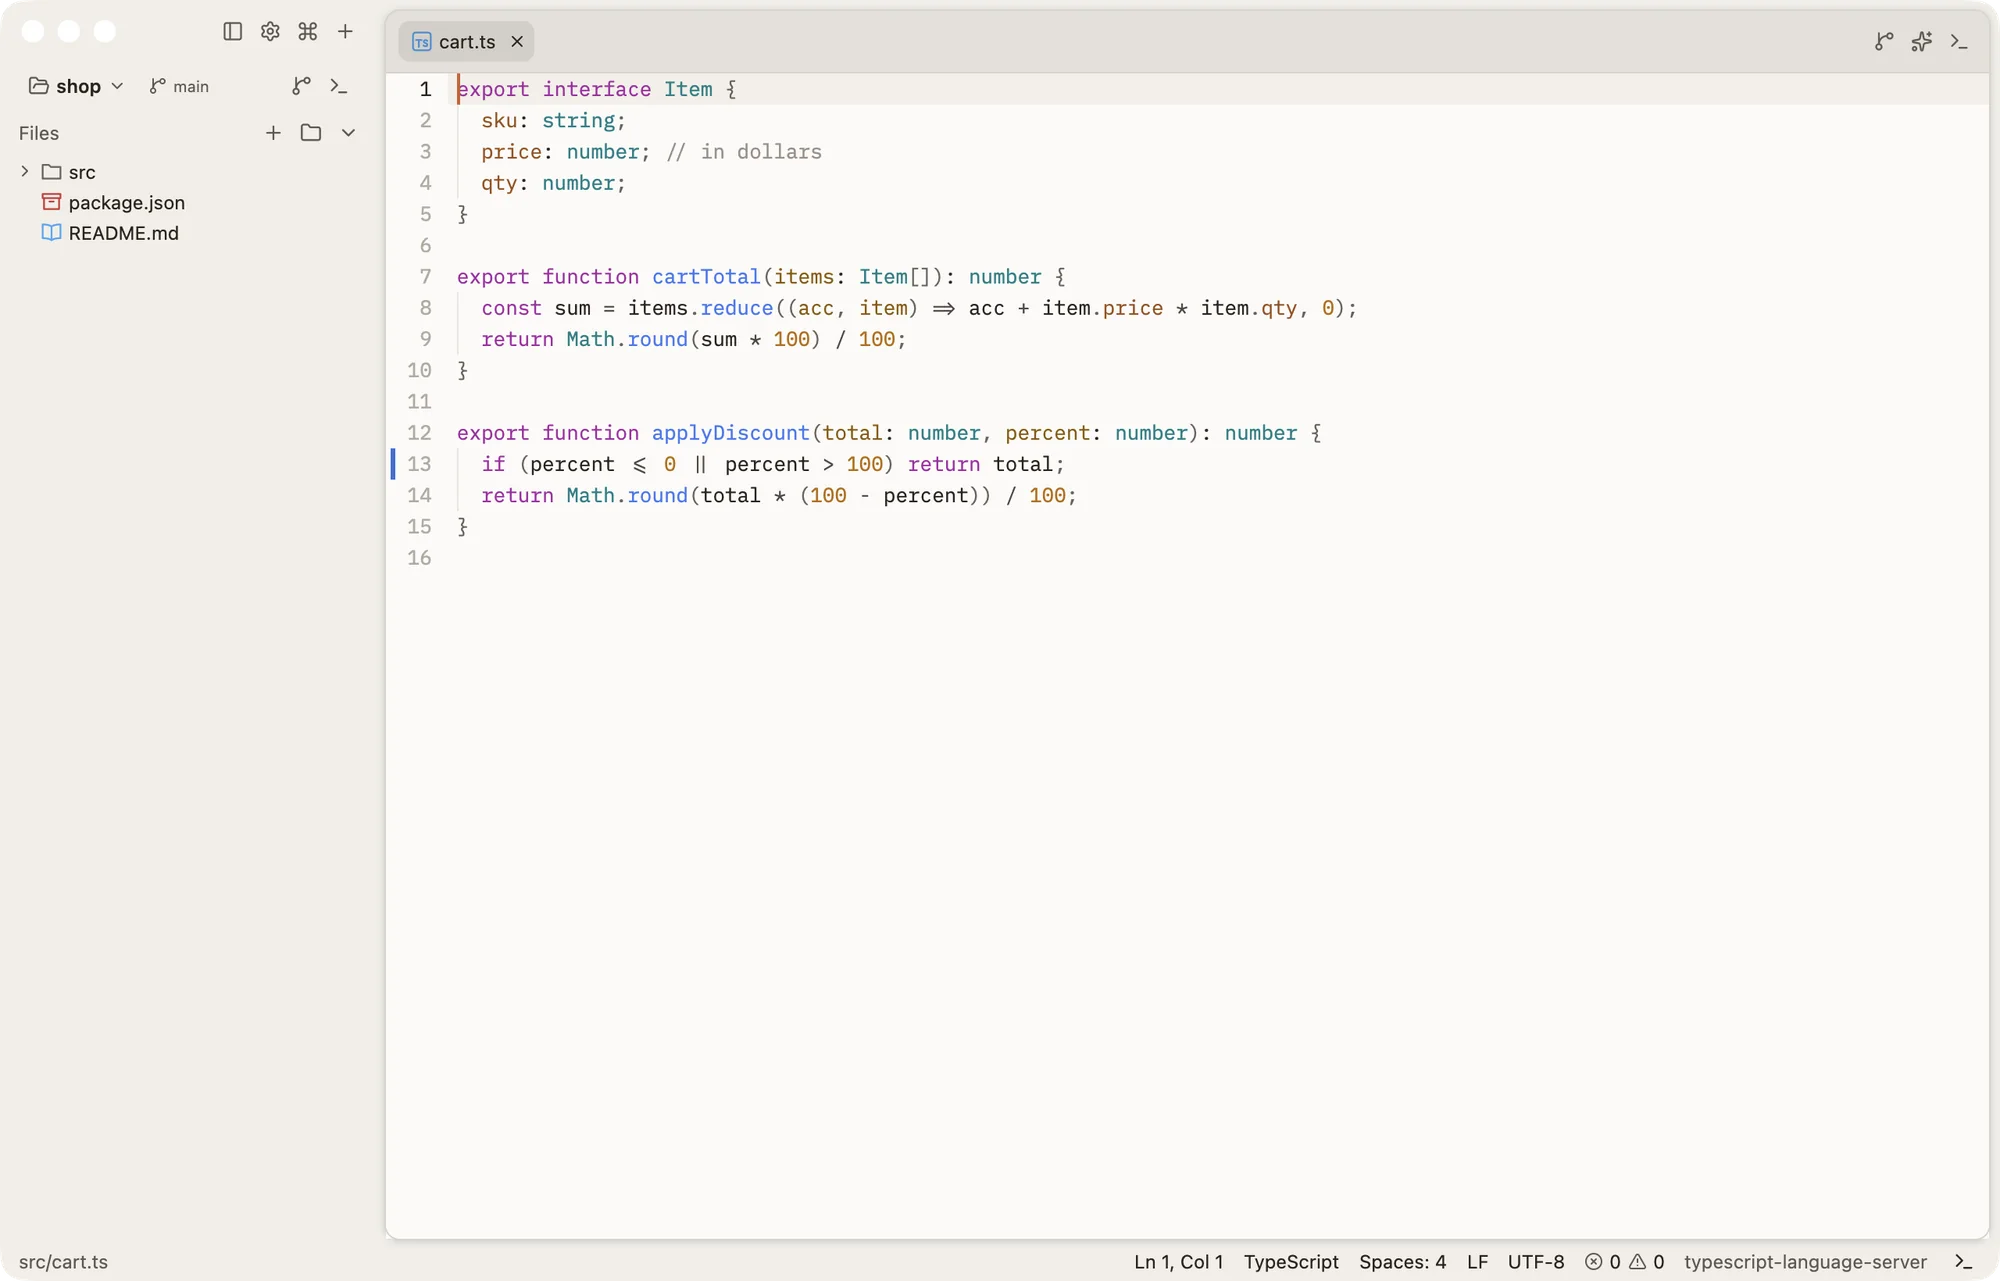 shop
main
Files
src
package.json
README.md
TS cart.ts
1 export interface Item {
2 sku: string;
3 price: number; // in dollars
4 qty: number;
5 }
6
7 export function cartTotal(items: Item[]): number {
8 const sum = items.reduce((acc, item) => acc + item.price * item.qty, 0);
9 return Math.round(sum * 100) / 100;
10 }
11
12 export function applyDiscount(total: number, percent: number): number {
13 if (percent <= 0 || percent > 100) return total;
14 return Math.round(total * (100 - percent)) / 100;
15 }
16
src/cart.ts
Ln 1, Col 1 TypeScript Spaces: 4 LF UTF-8 0 0 typescript-language-server